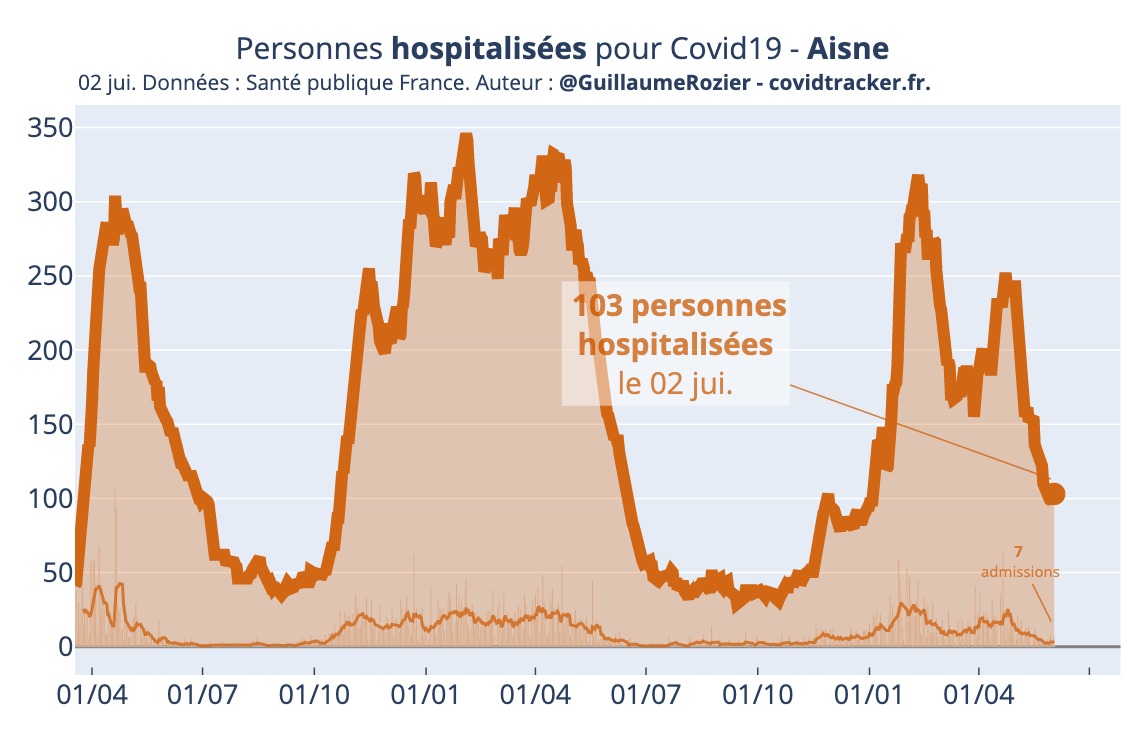 Personnes hospitalisées pour Covid19 - Aisne
02 jui. Données : Santé publique France. Auteur : @GuillaumeRozier - covidtracker.fr.
350
300
250
200
150
100
50
0
103 personnes
hospitalisées
le 02 jui.
7
admissions
01/04 01/07 01/10 01/01 01/04 01/07 01/10 01/01 01/04